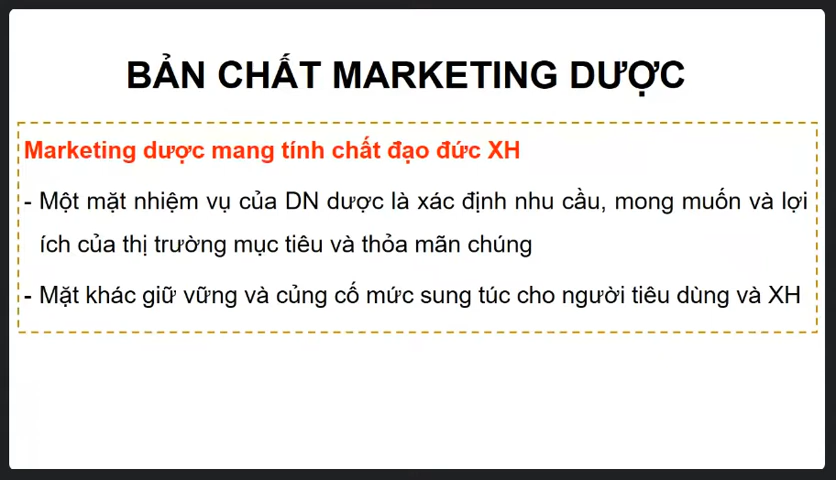 BẢN CHẤT MARKETING DƯỢC
Marketing dược mang tính chất đạo đức XH
- Một mặt nhiệm vụ của DN dược là xác định nhu cầu, mong muốn và lợi
ích của thị trường mục tiêu và thỏa mãn chúng
- Mặt khác giữ vững và củng cố mức sung túc cho người tiêu dùng và XH